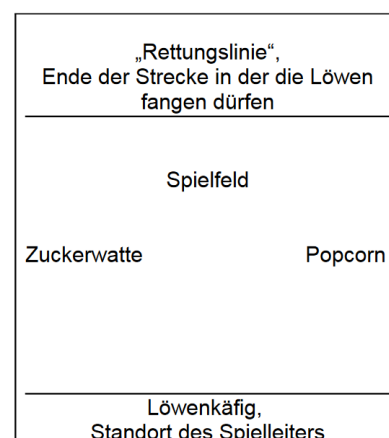 „Rettungslinie“,
Ende der Strecke in der die Löwen
fangen dürfen
Spielfeld
Zuckerwatte Popcorn
Löwenkäfig,
Standort des Spielleiters